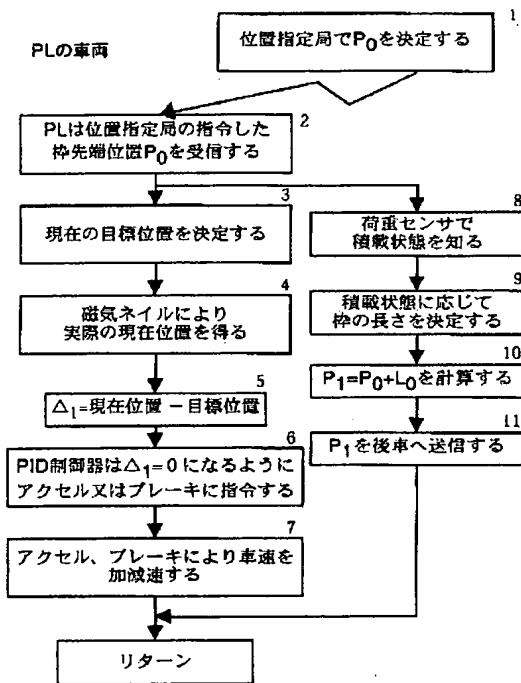 PLの車両
1
位置指定局でP0を決定する
2
PLは位置指定局の指令した
枠先端位置P0を受信する
3
現在の目標位置を決定する
4
磁気ネイルにより
実際の現在位置を得る
5
△1=現在位置 - 目標位置
6
PID制御器は△1=0になるように
アクセル又はブレーキに指令する
7
アクセル、ブレーキにより車速を
加減速する
8
荷重センサで
積載状態を知る
9
積載状態に応じて
枠の長さを決定する
10
P1=P0+L0を計算する
11
P1を後車へ送信する
リターン